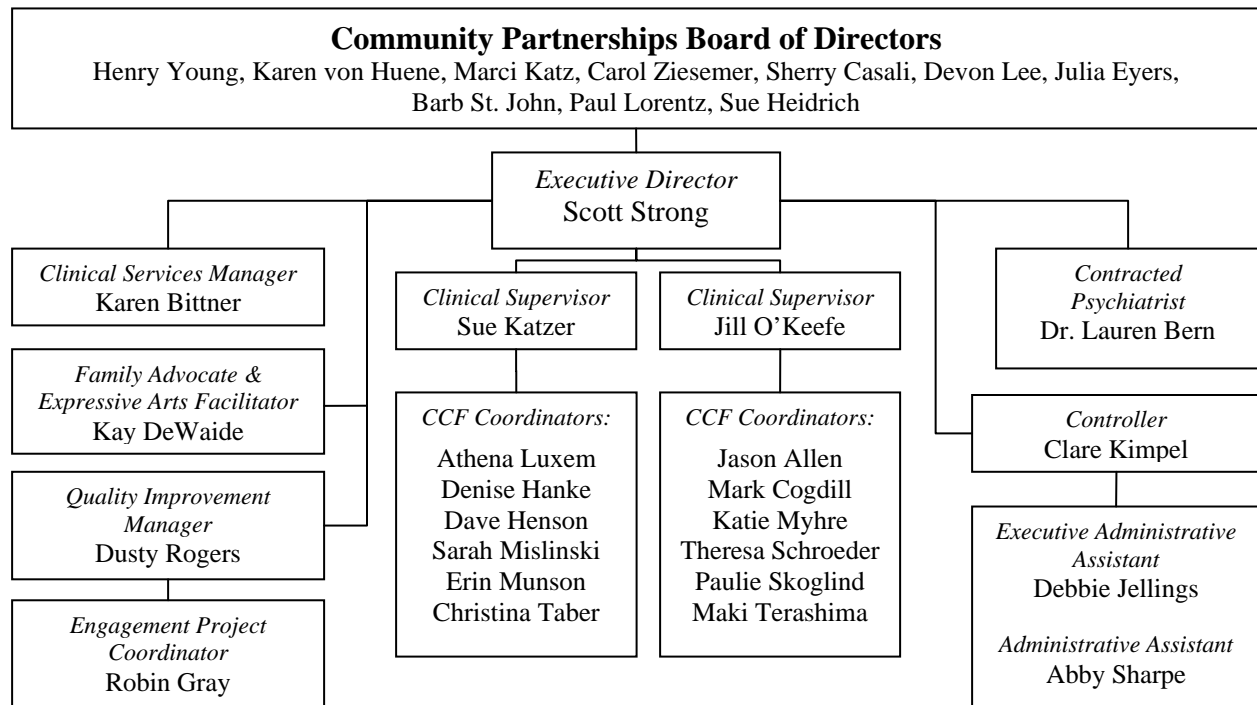 Community Partnerships Board of Directors
Henry Young, Karen von Huene, Marci Katz, Carol Ziesemer, Sherry Casali, Devon Lee, Julia Eyers,
Barb St. John, Paul Lorentz, Sue Heidrich
Executive Director
Scott Strong
Clinical Services Manager
Karen Bittner
Family Advocate &
Expressive Arts Facilitator
Kay DeWaide
Quality Improvement
Manager
Dusty Rogers
Engagement Project
Coordinator
Robin Gray
Clinical Supervisor
Sue Katzer
CCF Coordinators:
Athena Luxem
Denise Hanke
Dave Henson
Sarah Mislinski
Erin Munson
Christina Taber
Clinical Supervisor
Jill O’Keefe
CCF Coordinators:
Jason Allen
Mark Cogdill
Katie Myhre
Theresa Schroeder
Paulie Skoglind
Maki Terashima
Contracted
Psychiatrist
Dr. Lauren Bern
Controller
Clare Kimpel
Executive Administrative
Assistant
Debbie Jellings
Administrative Assistant
Abby Sharpe